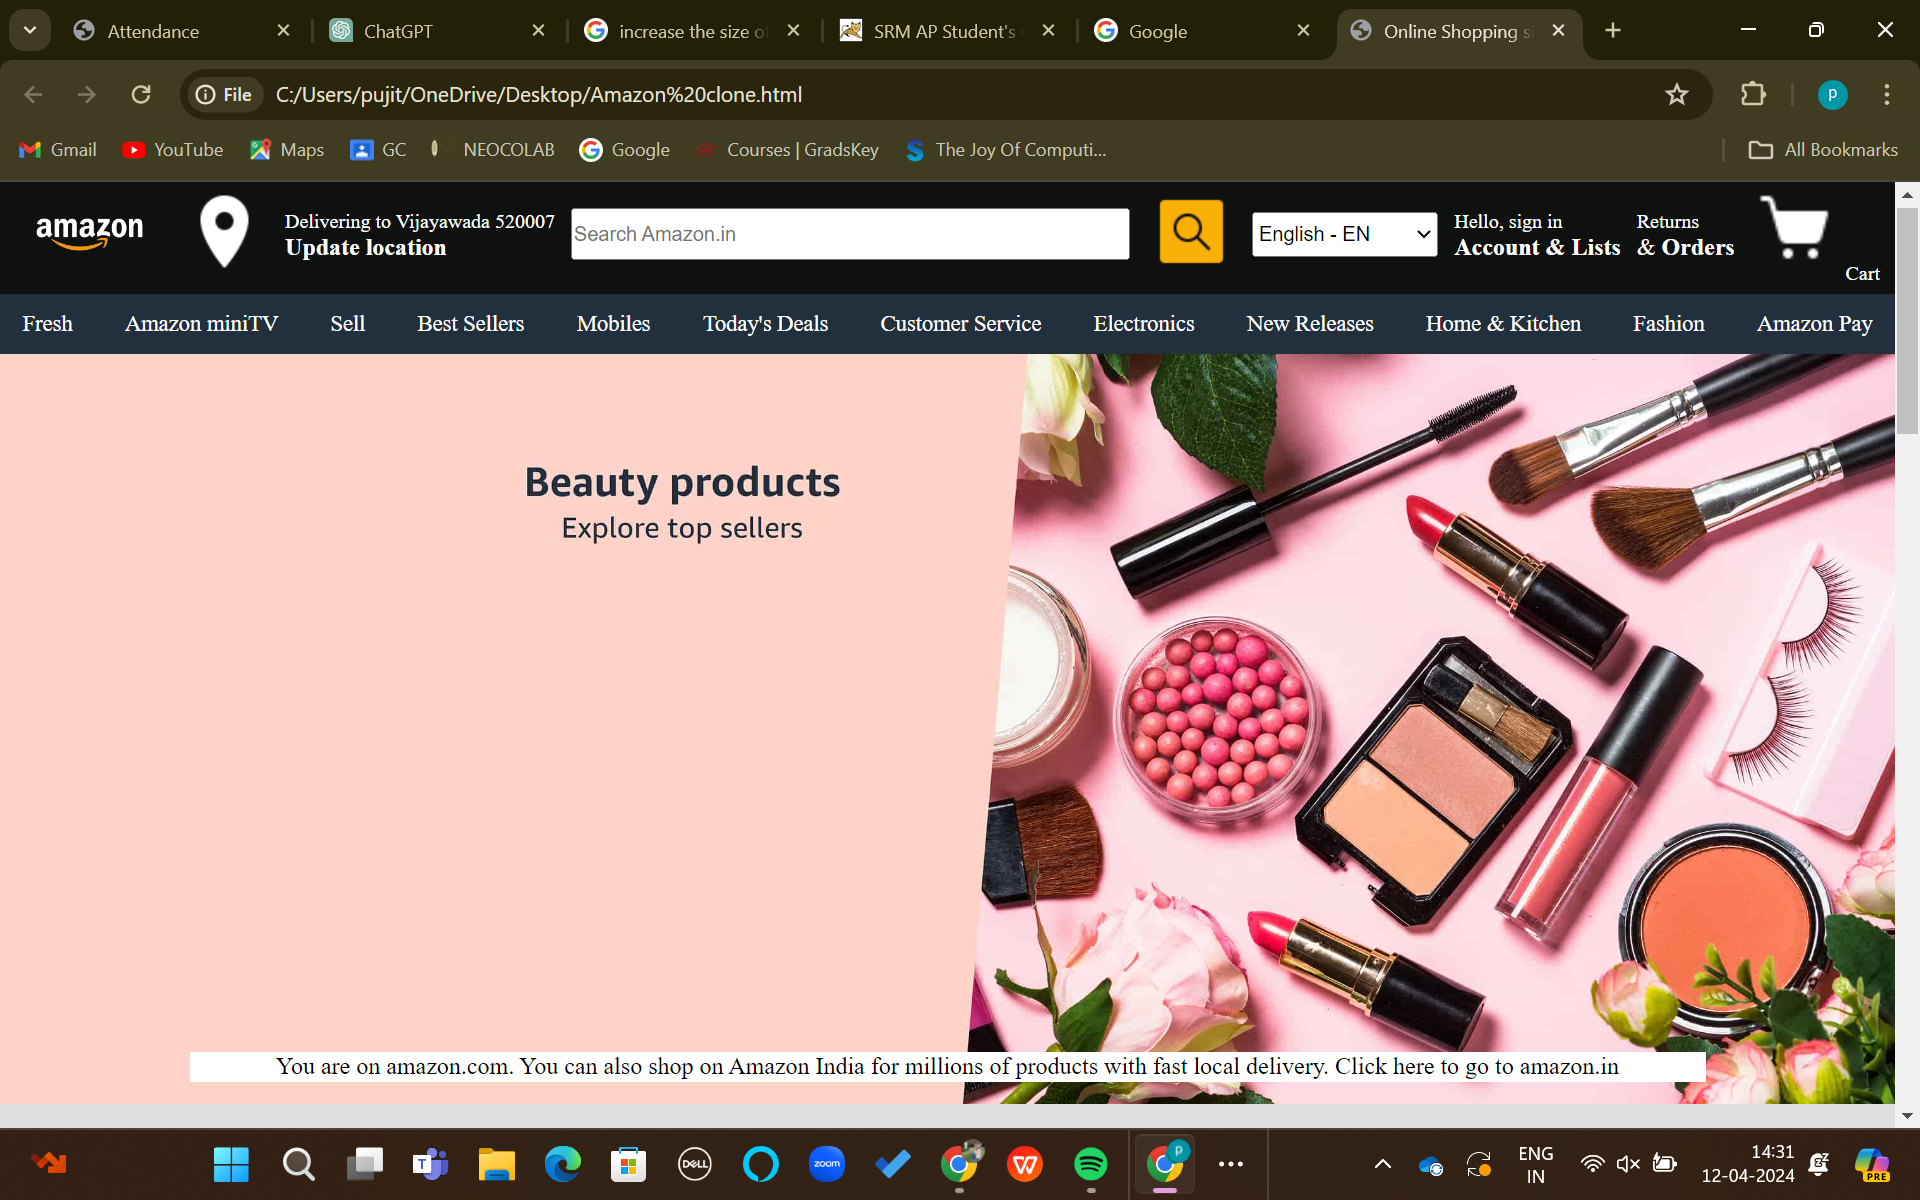 Attendance
ChatGPT
increase the size of
SRM AP Student's
Google
Online Shopping s
File
C:/Users/pujit/OneDrive/Desktop/Amazon%20clone.html
p
Gmail
YouTube
Maps
GC
NEOCOLAB
Google
Courses | GradsKey
The Joy Of Computi...
All Bookmarks
amazon
Delivering to Vijayawada 520007
Update location
Search Amazon.in
English - EN
Hello, sign in
Account & Lists
Returns
& Orders
Cart
Fresh
Amazon miniTV
Sell
Best Sellers
Mobiles
Today's Deals
Customer Service
Electronics
New Releases
Home & Kitchen
Fashion
Amazon Pay
Beauty products
Explore top sellers
You are on amazon.com. You can also shop on Amazon India for millions of products with fast local delivery. Click here to go to amazon.in
DELL
zoom
p
ENG
IN
14:31
12-04-2024
PRE